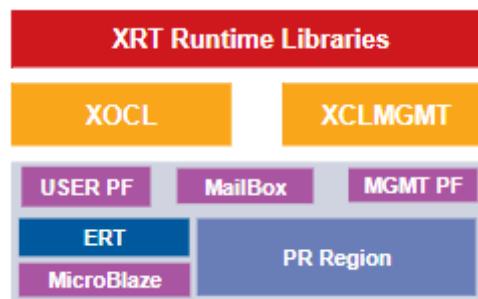 XRT Runtime Libraries
XOCL
XCLMGMT
USER PF
MailBox
MGMT PF
ERT
PR Region
MicroBlaze